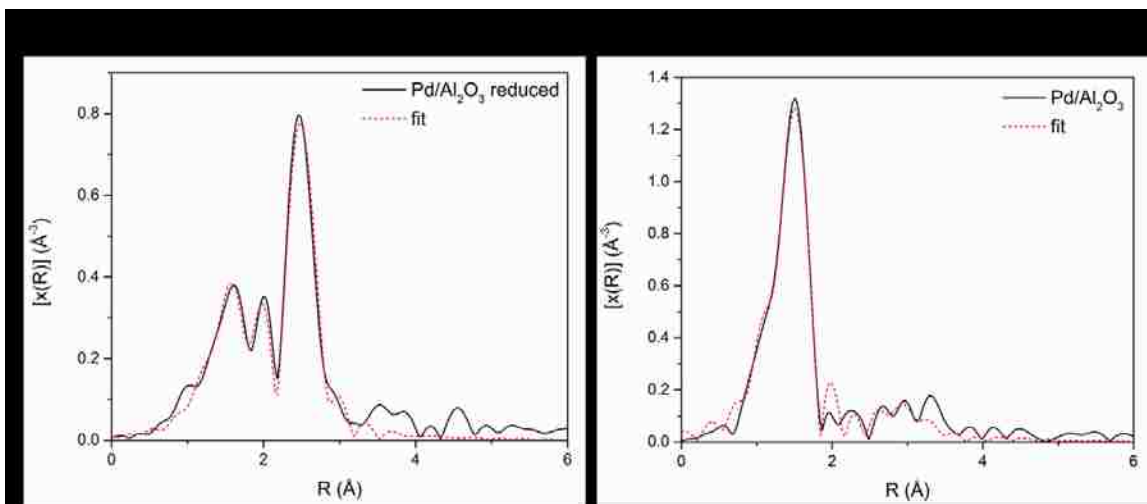 Pd/Al₂O₃ reduced
fit
0.8
0.6
0.4
0.2
0.0
[x(R)] (Å⁻³)
0
2
4
6
R (Å)
Pd/Al₂O₃
fit
1.4
1.2
1.0
0.8
0.6
0.4
0.2
0.0
[x(R)] (Å⁻³)
0
2
4
6
R (Å)